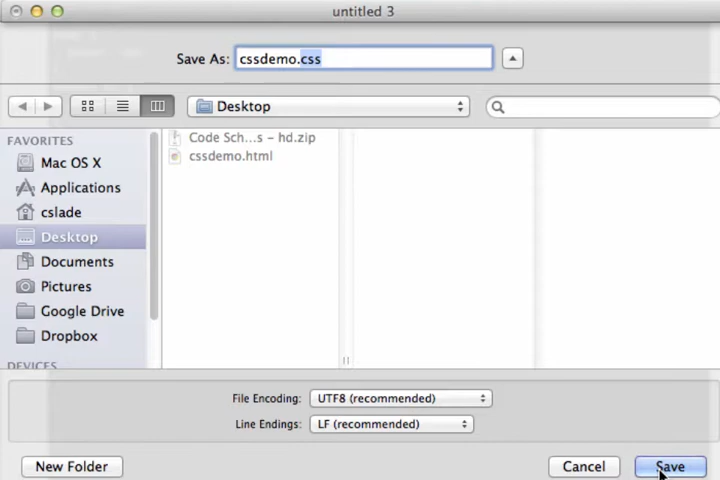 untitled 3
Save As: cssdemo.css
Desktop
FAVORITES
Mac OS X
Applications
cslade
Desktop
Documents
Pictures
Google Drive
Dropbox
DEVICES
Code Sch...s – hd.zip
cssdemo.html
File Encoding: UTF8 (recommended)
Line Endings: LF (recommended)
New Folder
Cancel
Save